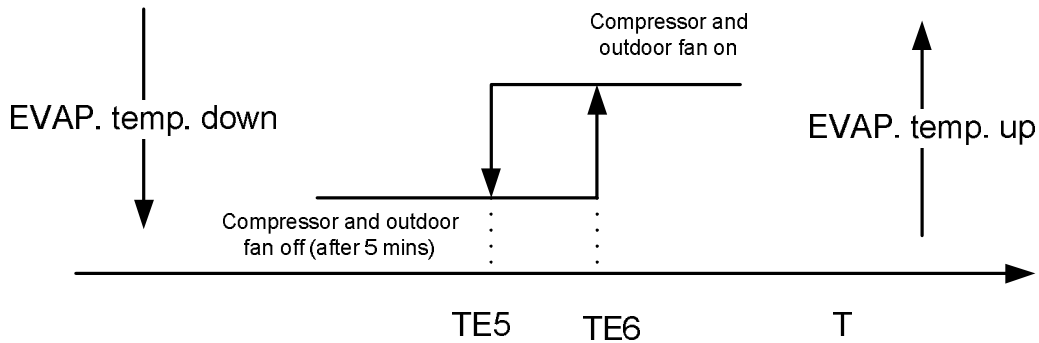 Compressor and
outdoor fan on
EVAP. temp. down
EVAP. temp. up
Compressor and outdoor
fan off (after 5 mins)
TE5
TE6
T